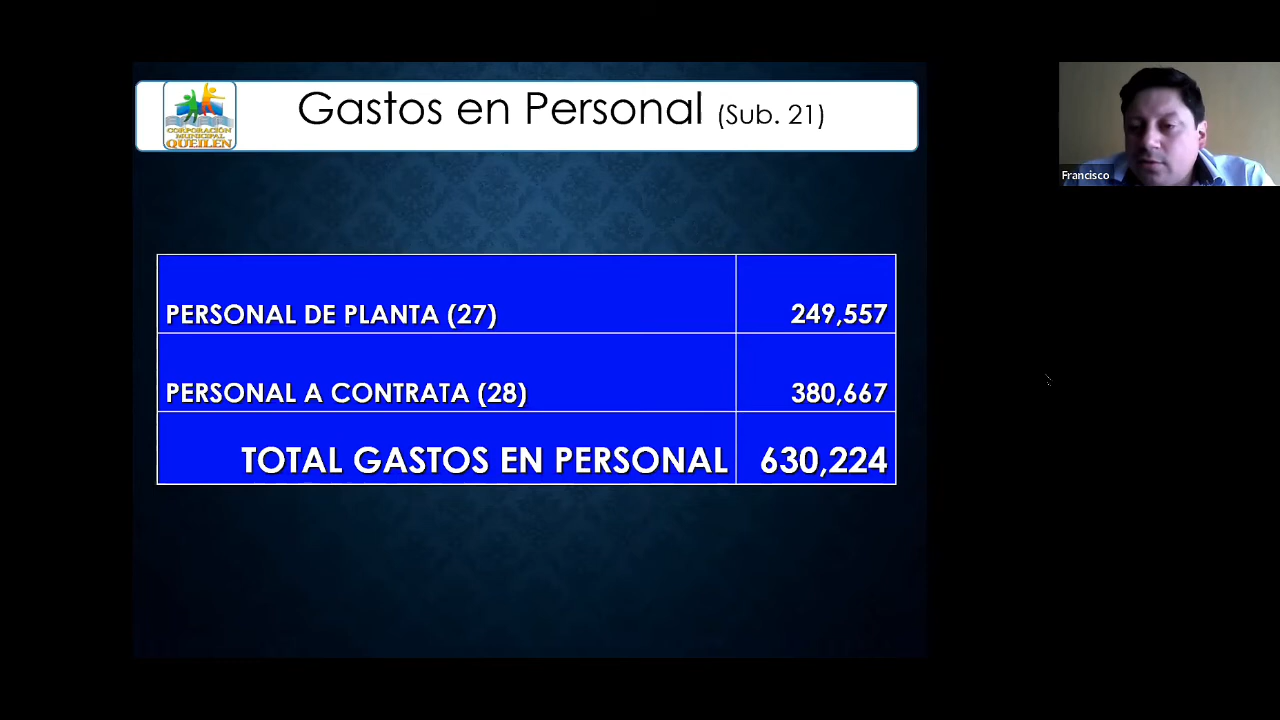 Gastos en Personal (Sub. 21)
CORPORACIÓN
MUNICIPAL
QUEILEN
PERSONAL DE PLANTA (27) 249,557
PERSONAL A CONTRATA (28) 380,667
TOTAL GASTOS EN PERSONAL 630,224
Francisco